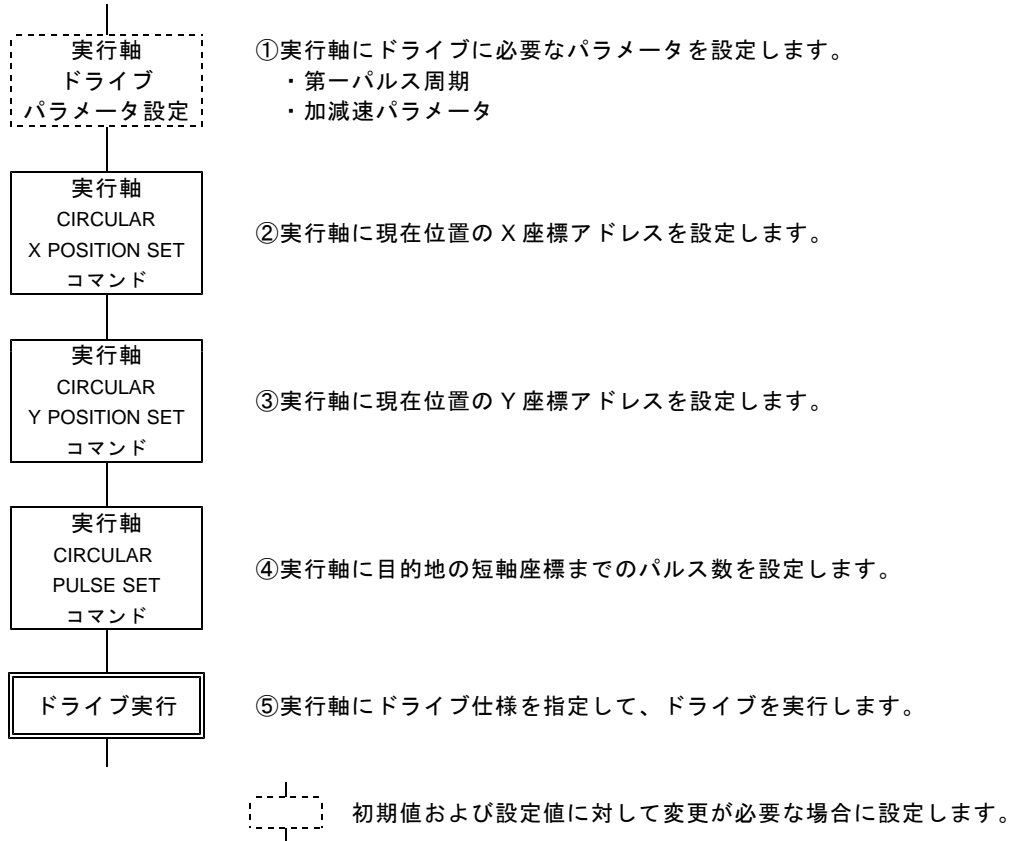 実行軸
ドライブ
パラメータ設定
①実行軸にドライブに必要なパラメータを設定します。
・第一パルス周期
・加減速パラメータ
実行軸
CIRCULAR
X POSITION SET
コマンド
②実行軸に現在位置の X 座標アドレスを設定します。
実行軸
CIRCULAR
Y POSITION SET
コマンド
③実行軸に現在位置の Y 座標アドレスを設定します。
実行軸
CIRCULAR
PULSE SET
コマンド
④実行軸に目的地の短軸座標までのパルス数を設定します。
ドライブ実行
⑤実行軸にドライブ仕様を指定して、ドライブを実行します。
初期値および設定値に対して変更が必要な場合に設定します。